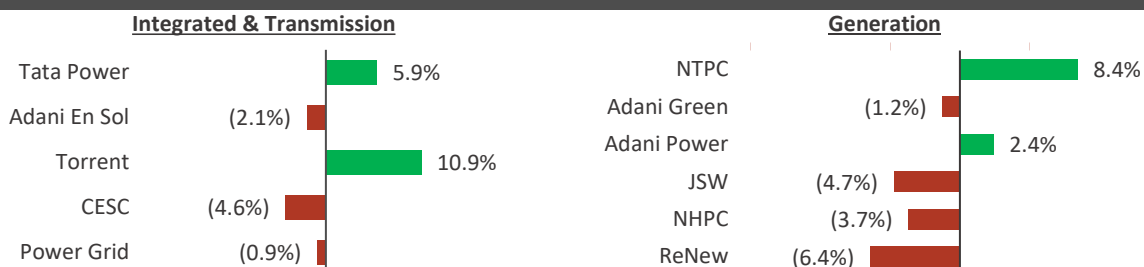 Integrated & Transmission
Tata Power 5.9%
Adani En Sol (2.1%)
Torrent 10.9%
CESC (4.6%)
Power Grid (0.9%)
Generation
NTPC 8.4%
Adani Green (1.2%)
Adani Power 2.4%
JSW (4.7%)
NHPC (3.7%)
ReNew (6.4%)